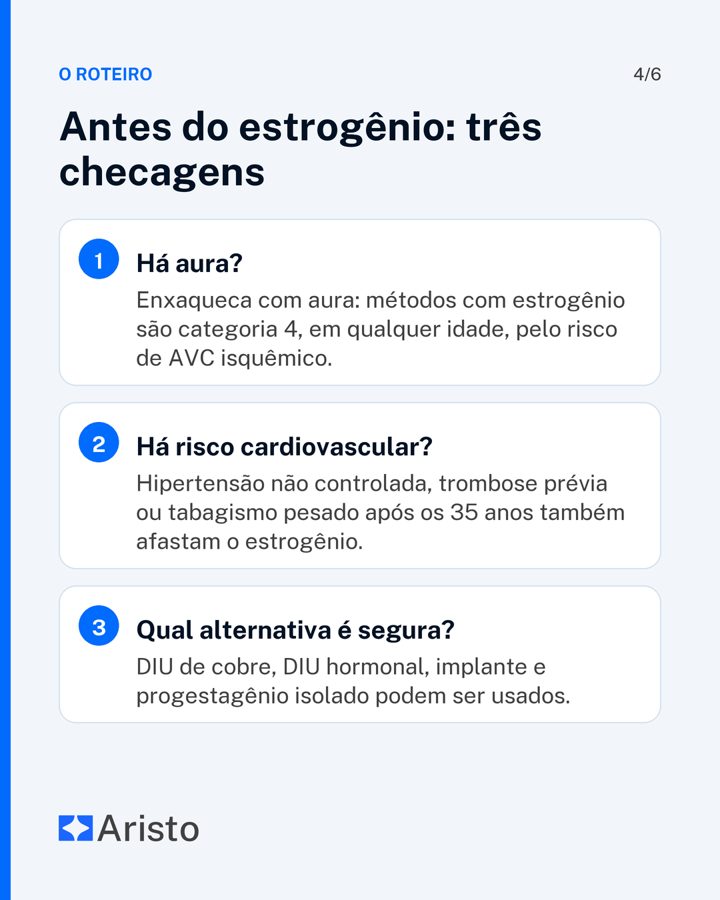 O ROTEIRO
4/6
Antes do estrogênio: três
checagens
1
Há aura?
Enxaqueca com aura: métodos com estrogênio
são categoria 4, em qualquer idade, pelo risco
de AVC isquêmico.
2
Há risco cardiovascular?
Hipertensão não controlada, trombose prévia
ou tabagismo pesado após os 35 anos também
afastam o estrogênio.
3
Qual alternativa é segura?
DIU de cobre, DIU hormonal, implante e
progestagênio isolado podem ser usados.
Aristo